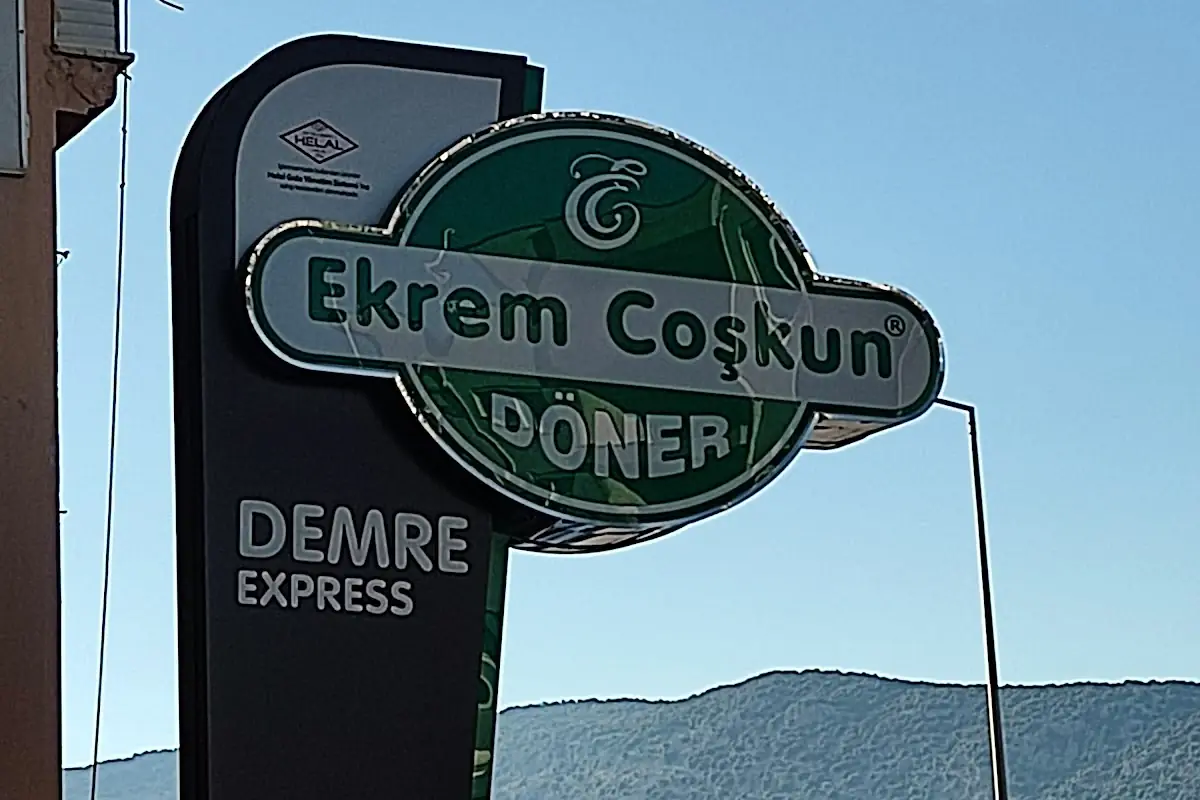 HELAL
Ekrem Coşkun®
DÖNER
DEMRE
EXPRESS